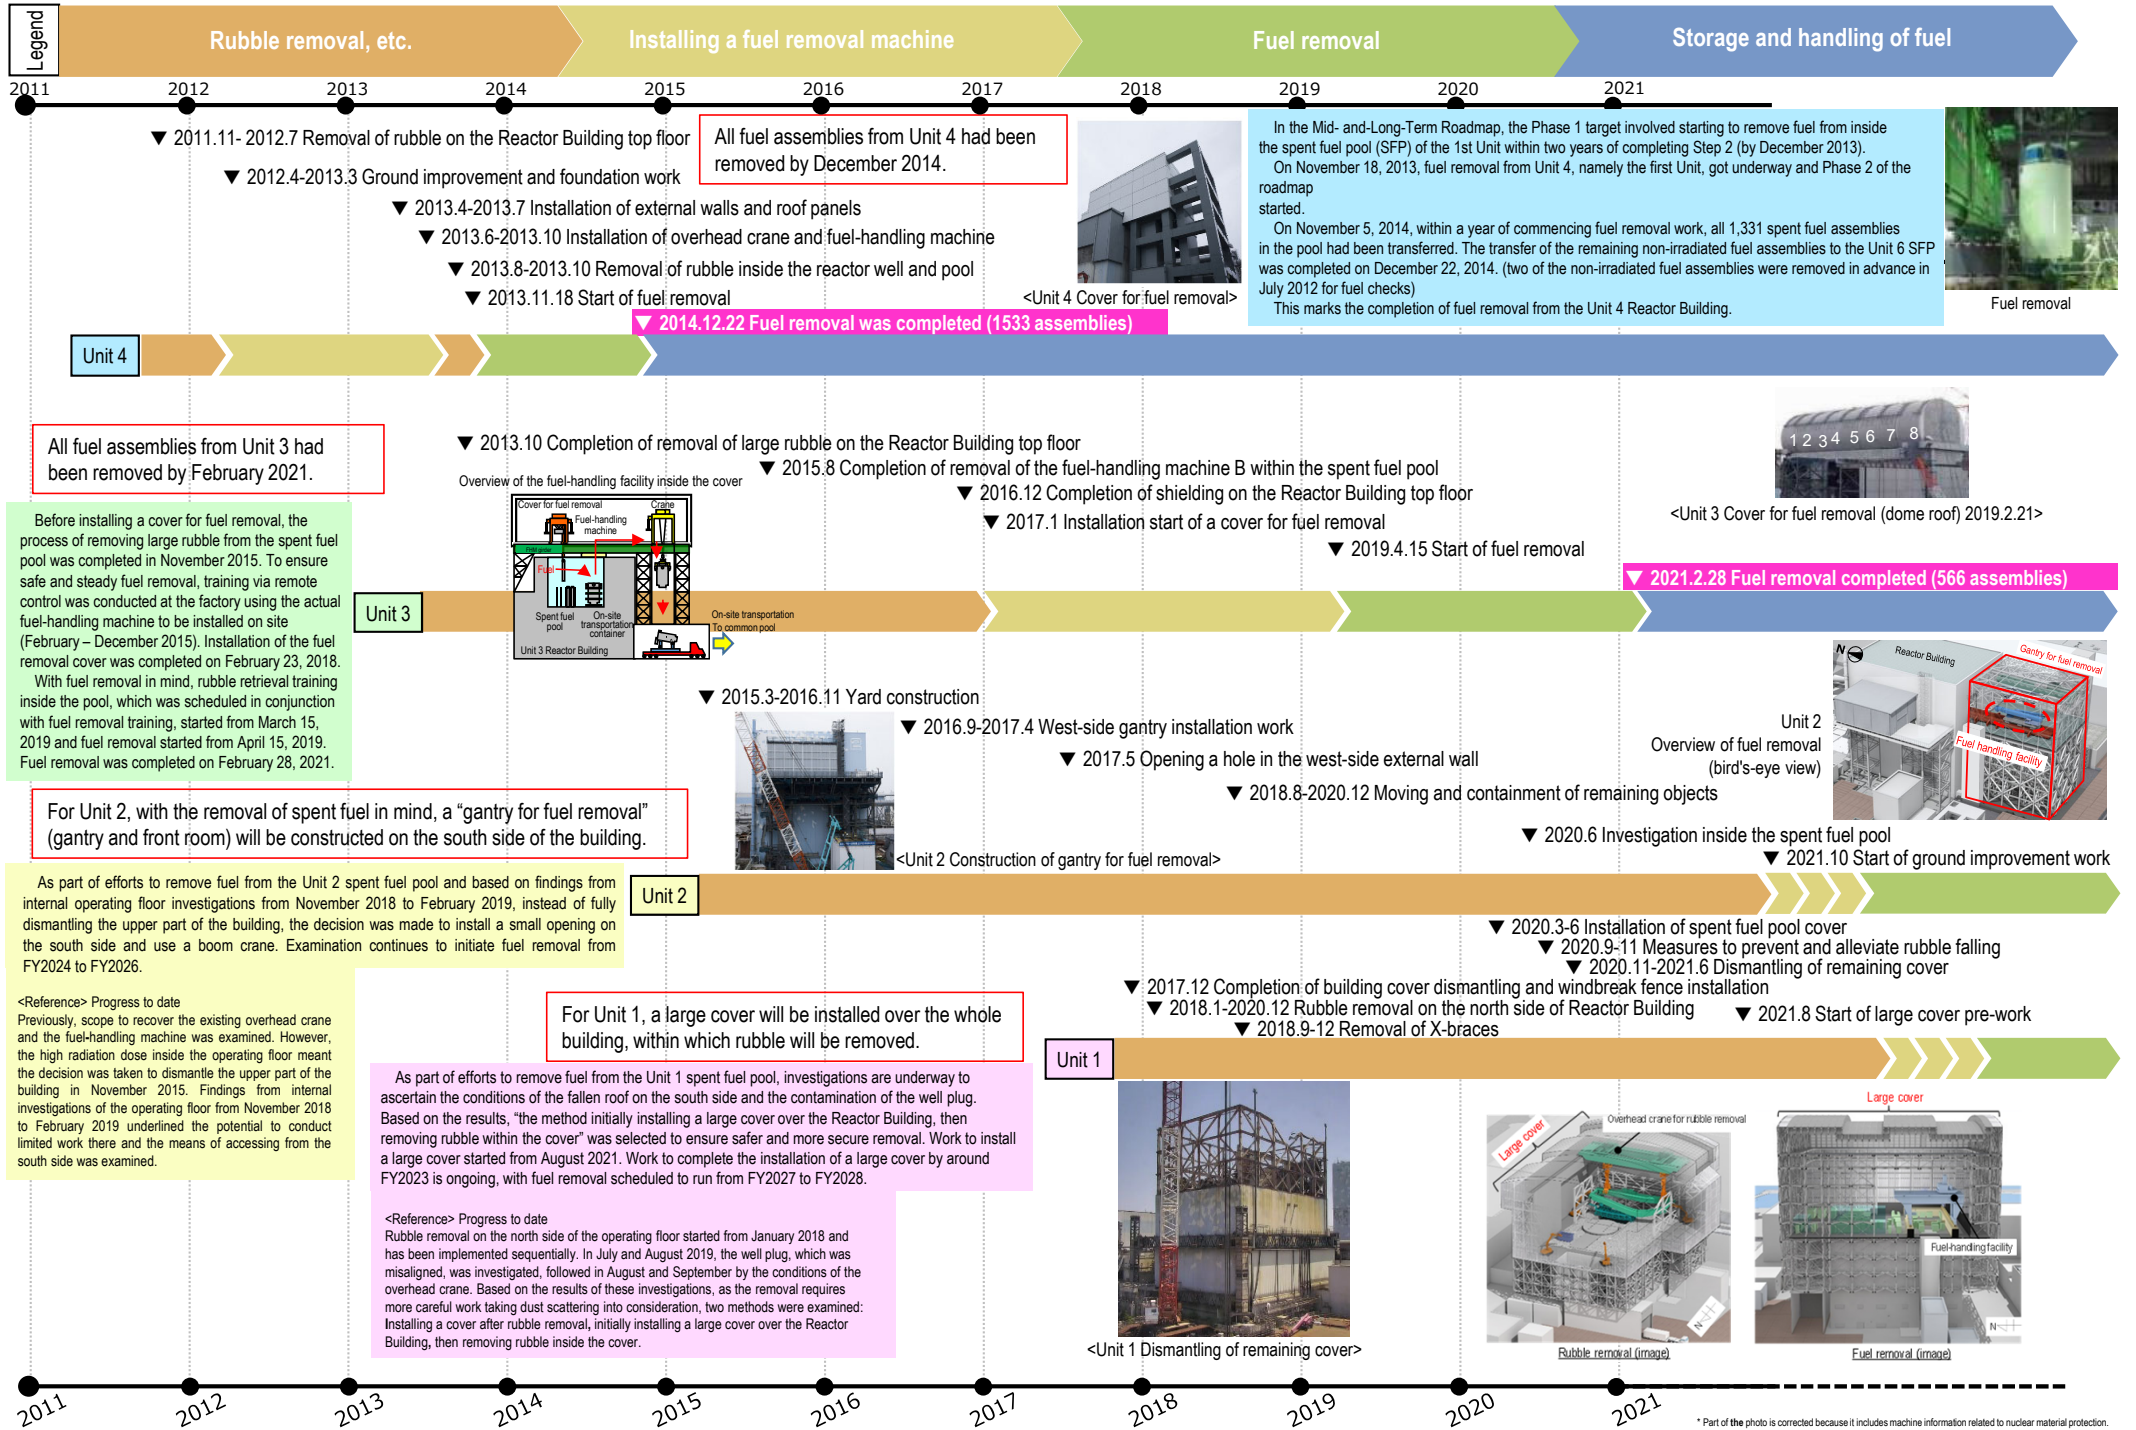 Legend
Rubble removal, etc.
Installing a fuel removal machine
Fuel removal
Storage and handling of fuel
2011
2012
2013
2014
2015
2016
2017
2018
2019
2020
2021
▼ 2011.11- 2012.7 Removal of rubble on the Reactor Building top floor
▼ 2012.4-2013.3 Ground improvement and foundation work
▼ 2013.4-2013.7 Installation of external walls and roof panels
▼ 2013.6-2013.10 Installation of overhead crane and fuel-handling machine
▼ 2013.8-2013.10 Removal of rubble inside the reactor well and pool
▼ 2013.11.18 Start of fuel removal
▼ 2014.12.22 Fuel removal was completed (1533 assemblies)
All fuel assemblies from Unit 4 had been
removed by December 2014.
<Unit 4 Cover for fuel removal>
In the Mid- and-Long-Term Roadmap, the Phase 1 target involved starting to remove fuel from inside
the spent fuel pool (SFP) of the 1st Unit within two years of completing Step 2 (by December 2013).
On November 18, 2013, fuel removal from Unit 4, namely the first Unit, got underway and Phase 2 of the
roadmap
started.
On November 5, 2014, within a year of commencing fuel removal work, all 1,331 spent fuel assemblies
in the pool had been transferred. The transfer of the remaining non-irradiated fuel assemblies to the Unit 6 SFP
was completed on December 22, 2014. (two of the non-irradiated fuel assemblies were removed in advance in
July 2012 for fuel checks)
This marks the completion of fuel removal from the Unit 4 Reactor Building.
Fuel removal
Unit 4
All fuel assemblies from Unit 3 had
been removed by February 2021.
▼ 2013.10 Completion of removal of large rubble on the Reactor Building top floor
▼ 2015.8 Completion of removal of the fuel-handling machine B within the spent fuel pool
▼ 2016.12 Completion of shielding on the Reactor Building top floor
▼ 2017.1 Installation start of a cover for fuel removal
▼ 2019.4.15 Start of fuel removal
▼ 2021.2.28 Fuel removal completed (566 assemblies)
1 2 3 4 5 6 7 8
<Unit 3 Cover for fuel removal (dome roof) 2019.2.21>
Overview of the fuel-handling facility inside the cover
Cover for fuel removal
Crane
Fuel-handling
machine
FHM girder
Fuel
Spent fuel
pool
On-site
transportation
container
Unit 3 Reactor Building
On-site transportation
To common pool
Before installing a cover for fuel removal, the
process of removing large rubble from the spent fuel
pool was completed in November 2015. To ensure
safe and steady fuel removal, training via remote
control was conducted at the factory using the actual
fuel-handling machine to be installed on site
(February – December 2015). Installation of the fuel
removal cover was completed on February 23, 2018.
With fuel removal in mind, rubble retrieval training
inside the pool, which was scheduled in conjunction
with fuel removal training, started from March 15,
2019 and fuel removal started from April 15, 2019.
Fuel removal was completed on February 28, 2021.
Unit 3
▼ 2015.3-2016.11 Yard construction
▼ 2016.9-2017.4 West-side gantry installation work
▼ 2017.5 Opening a hole in the west-side external wall
▼ 2018.8-2020.12 Moving and containment of remaining objects
▼ 2020.6 Investigation inside the spent fuel pool
▼ 2021.10 Start of ground improvement work
Unit 2
Overview of fuel removal
(bird's-eye view)
N
Reactor Building
Gantry for fuel removal
Fuel handling facility
<Unit 2 Construction of gantry for fuel removal>
For Unit 2, with the removal of spent fuel in mind, a “gantry for fuel removal”
(gantry and front room) will be constructed on the south side of the building.
As part of efforts to remove fuel from the Unit 2 spent fuel pool and based on findings from
internal operating floor investigations from November 2018 to February 2019, instead of fully
dismantling the upper part of the building, the decision was made to install a small opening on
the south side and use a boom crane. Examination continues to initiate fuel removal from
FY2024 to FY2026.
<Reference> Progress to date
Previously, scope to recover the existing overhead crane
and the fuel-handling machine was examined. However,
the high radiation dose inside the operating floor meant
the decision was taken to dismantle the upper part of the
building in November 2015. Findings from internal
investigations of the operating floor from November 2018
to February 2019 underlined the potential to conduct
limited work there and the means of accessing from the
south side was examined.
Unit 2
▼ 2020.3-6 Installation of spent fuel pool cover
▼ 2020.9-11 Measures to prevent and alleviate rubble falling
▼ 2020.11-2021.6 Dismantling of remaining cover
▼ 2017.12 Completion of building cover dismantling and windbreak fence installation
▼ 2018.1-2020.12 Rubble removal on the north side of Reactor Building
▼ 2018.9-12 Removal of X-braces
▼ 2021.8 Start of large cover pre-work
For Unit 1, a large cover will be installed over the whole
building, within which rubble will be removed.
Unit 1
As part of efforts to remove fuel from the Unit 1 spent fuel pool, investigations are underway to
ascertain the conditions of the fallen roof on the south side and the contamination of the well plug.
Based on the results, “the method initially installing a large cover over the Reactor Building, then
removing rubble within the cover” was selected to ensure safer and more secure removal. Work to install
a large cover started from August 2021. Work to complete the installation of a large cover by around
FY2023 is ongoing, with fuel removal scheduled to run from FY2027 to FY2028.
<Reference> Progress to date
Rubble removal on the north side of the operating floor started from January 2018 and
has been implemented sequentially. In July and August 2019, the well plug, which was
misaligned, was investigated, followed in August and September by the conditions of the
overhead crane. Based on the results of these investigations, as the removal requires
more careful work taking dust scattering into consideration, two methods were examined:
Installing a cover after rubble removal, initially installing a large cover over the Reactor
Building, then removing rubble inside the cover.
<Unit 1 Dismantling of remaining cover>
Large cover
Overhead crane for rubble removal
N
Rubble removal (image)
Large cover
Fuel-handling facility
N
Fuel removal (image)
2011
2012
2013
2014
2015
2016
2017
2018
2019
2020
2021
* Part of the photo is corrected because it includes machine information related to nuclear material protection.